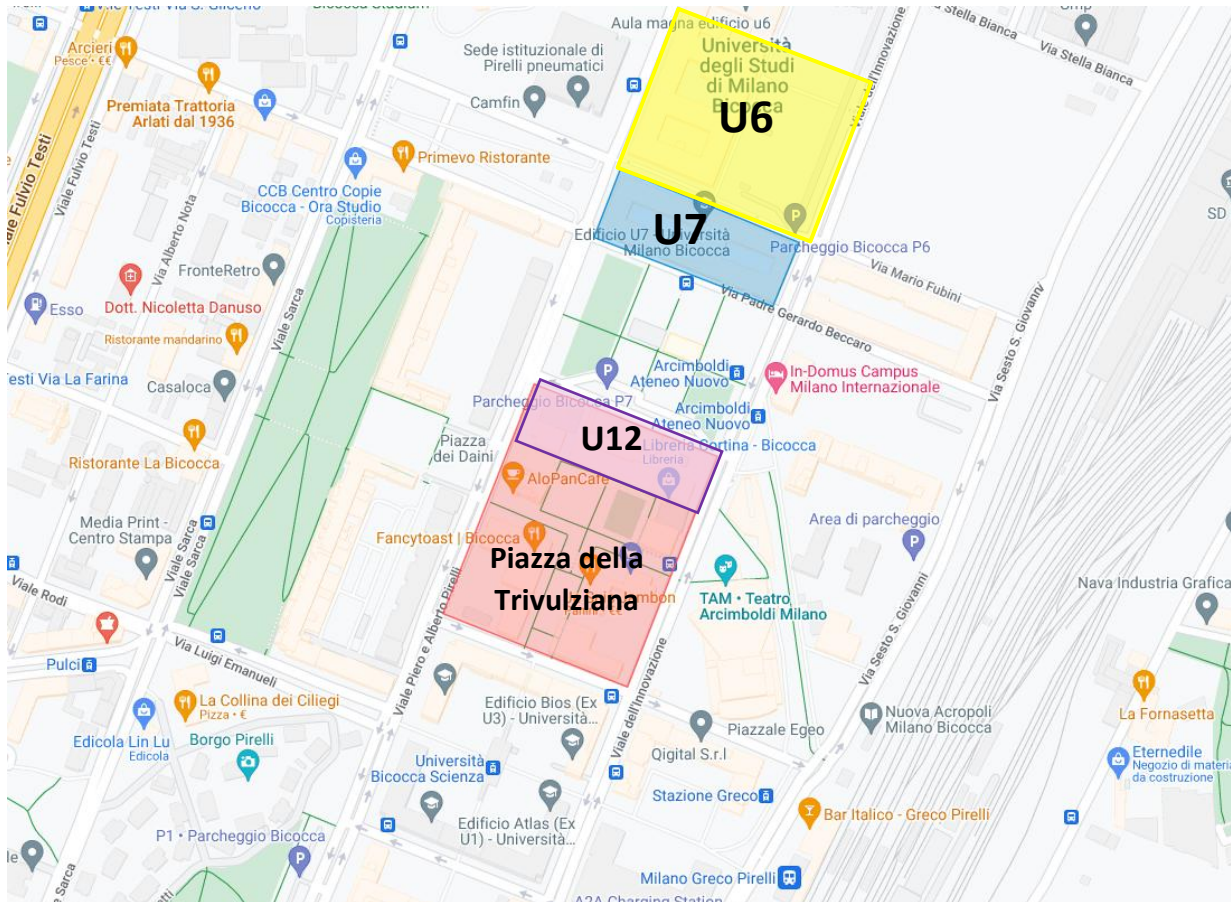 Aula magna edificio u6
Arcieri
Pesce · €€
Sede istituzionale di
Pirelli pneumatici
Università
degli Studi
di Milano
Bicocca
U6
Viale dell'Innovazione
Via Stella Bianca
Via Stella Bianca
Camfin
Premiata Trattoria
Arlati dal 1936
Primevo Ristorante
Viale Fulvio Testi
Viale Fulvio Testi
Via Alberto Nota
CCB Centro Copie
Bicocca - Ora Studio
Copisteria
SD
U7
Edificio U7 - Università
Milano Bicocca
Parcheggio Bicocca P6
Via Mario Fubini
Via Padre Gerardo Beccaro
Via Sesto S. Giovanni
FronteRetro
Esso
Dott. Nicoletta Danuso
Ristorante mandarino
Viale Sarca
Testi Via La Farina
Casaloca
Arcimboldi
Ateneo Nuovo
In-Domus Campus
Milano Internazionale
Parcheggio Bicocca P7
Arcimboldi
Ateneo Nuovo
U12
Libreria Cortina - Bicocca
Libreria
Piazza
dei Daini
Ristorante La Bicocca
AloPanCafè
Media Print -
Centro Stampa
Viale Sarca
Viale Sarca
Fancytoast | Bicocca
Area di parcheggio
Piazza della
Trivulziana
TAM · Teatro
Arcimboldi Milano
Nava Industria Grafica
Viale Rodi
Viale Piero e Alberto Pirelli
Via Luigi Emanueli
Pulci
Via Sesto S. Giovanni
Viale dell'Innovazione
La Collina dei Ciliegi
Pizza · €
Edificio Bios (Ex
U3) - Università...
Piazzale Egeo
Nuova Acropoli
Milano Bicocca
La Fornasetta
Edicola Lin Lu
Edicola
Borgo Pirelli
Qigital S.r.l
Università
Bicocca Scienza
Eternedile
Negozio di materia
da costruzione
Stazione Greco
Bar Italico - Greco Pirelli
Edificio Atlas (Ex
U1) - Università...
P1 · Parcheggio Bicocca
Sarca
Milano Greco Pirelli
A2A Charging Station